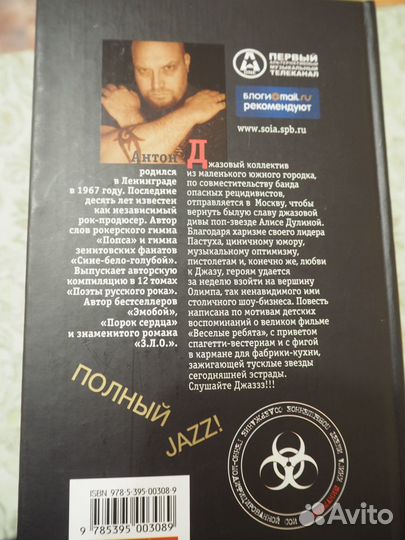 ПЕРВЫЙ
АЛЬТЕРНАТИВНЫЙ
МУЗЫКАЛЬНЫЙ
ТЕЛЕКАНАЛ
БЛОГИ@mail.ru
рекомендуют
www.soia.spb.ru
Антон
родился
в Ленинграде
в 1967 году. Последние
десять лет известен
как независимый
рок-продюсер. Автор
слов рокерского гимна
«Попса» и гимна
зенитовских фанатов
«Сине-бело-голубой».
Выпускает авторскую
компиляцию в 12 томах
«Поэты русского рока».
Автор бестселлеров
«Эмобой», «Порок сердца»
и знаменитого романа
«З.Л.О.».
Джазовый коллектив
из маленького южного городка,
по совместительству банда
опасных рецидивистов,
отправляется в Москву, чтобы
вернуть былую славу джазовой
диве поп-звезде Алисе Дулиной.
Благодаря харизме своего лидера
Пастуха, циничному юмору,
музыкальному оптимизму,
пистолетам и, конечно же, любви
к Джазу, героям удается
за неделю взойти на вершину
Олимпа, так ненавидимого ими
столичного шоу-бизнеса. Повесть
написана по мотивам детских
воспоминаний о великом фильме
«Веселые ребята», с приветом
спагетти-вестернам и с фигой
в кармане для фабрики-кухни,
зажигающей тусклые звезды
сегодняшней эстрады.
Слушайте Джаззз!!!
ПОЛНЫЙ
JAZZ!
ISBN 978-5-395-00308-9
9 785395 003089
Avito